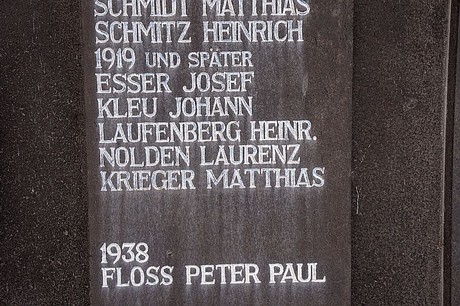 SCHMIDT MATTHIAS
SCHMITZ HEINRICH
1919 UND SPÄTER
ESSER JOSEF
KLEU JOHANN
LAUFENBERG HEINR.
NOLDEN LAURENZ
KRIEGER MATTHIAS
1938
FLOSS PETER PAUL